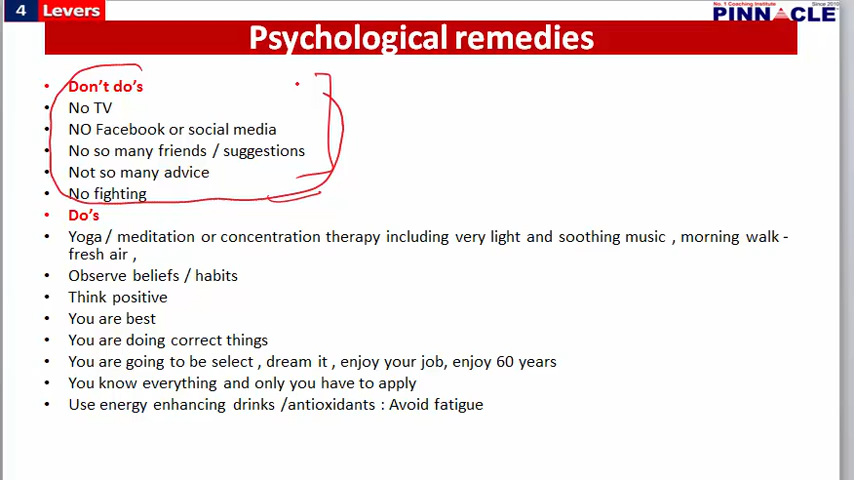 4 Levers
No. 1 Coaching Institute Since 2010
PINNACLE
Psychological remedies
• Don't do's
• No TV
• NO Facebook or social media
• No so many friends / suggestions
• Not so many advice
• No fighting
• Do's
• Yoga / meditation or concentration therapy including very light and soothing music , morning walk -
fresh air ,
• Observe beliefs / habits
• Think positive
• You are best
• You are doing correct things
• You are going to be select , dream it , enjoy your job, enjoy 60 years
• You know everything and only you have to apply
• Use energy enhancing drinks /antioxidants : Avoid fatigue